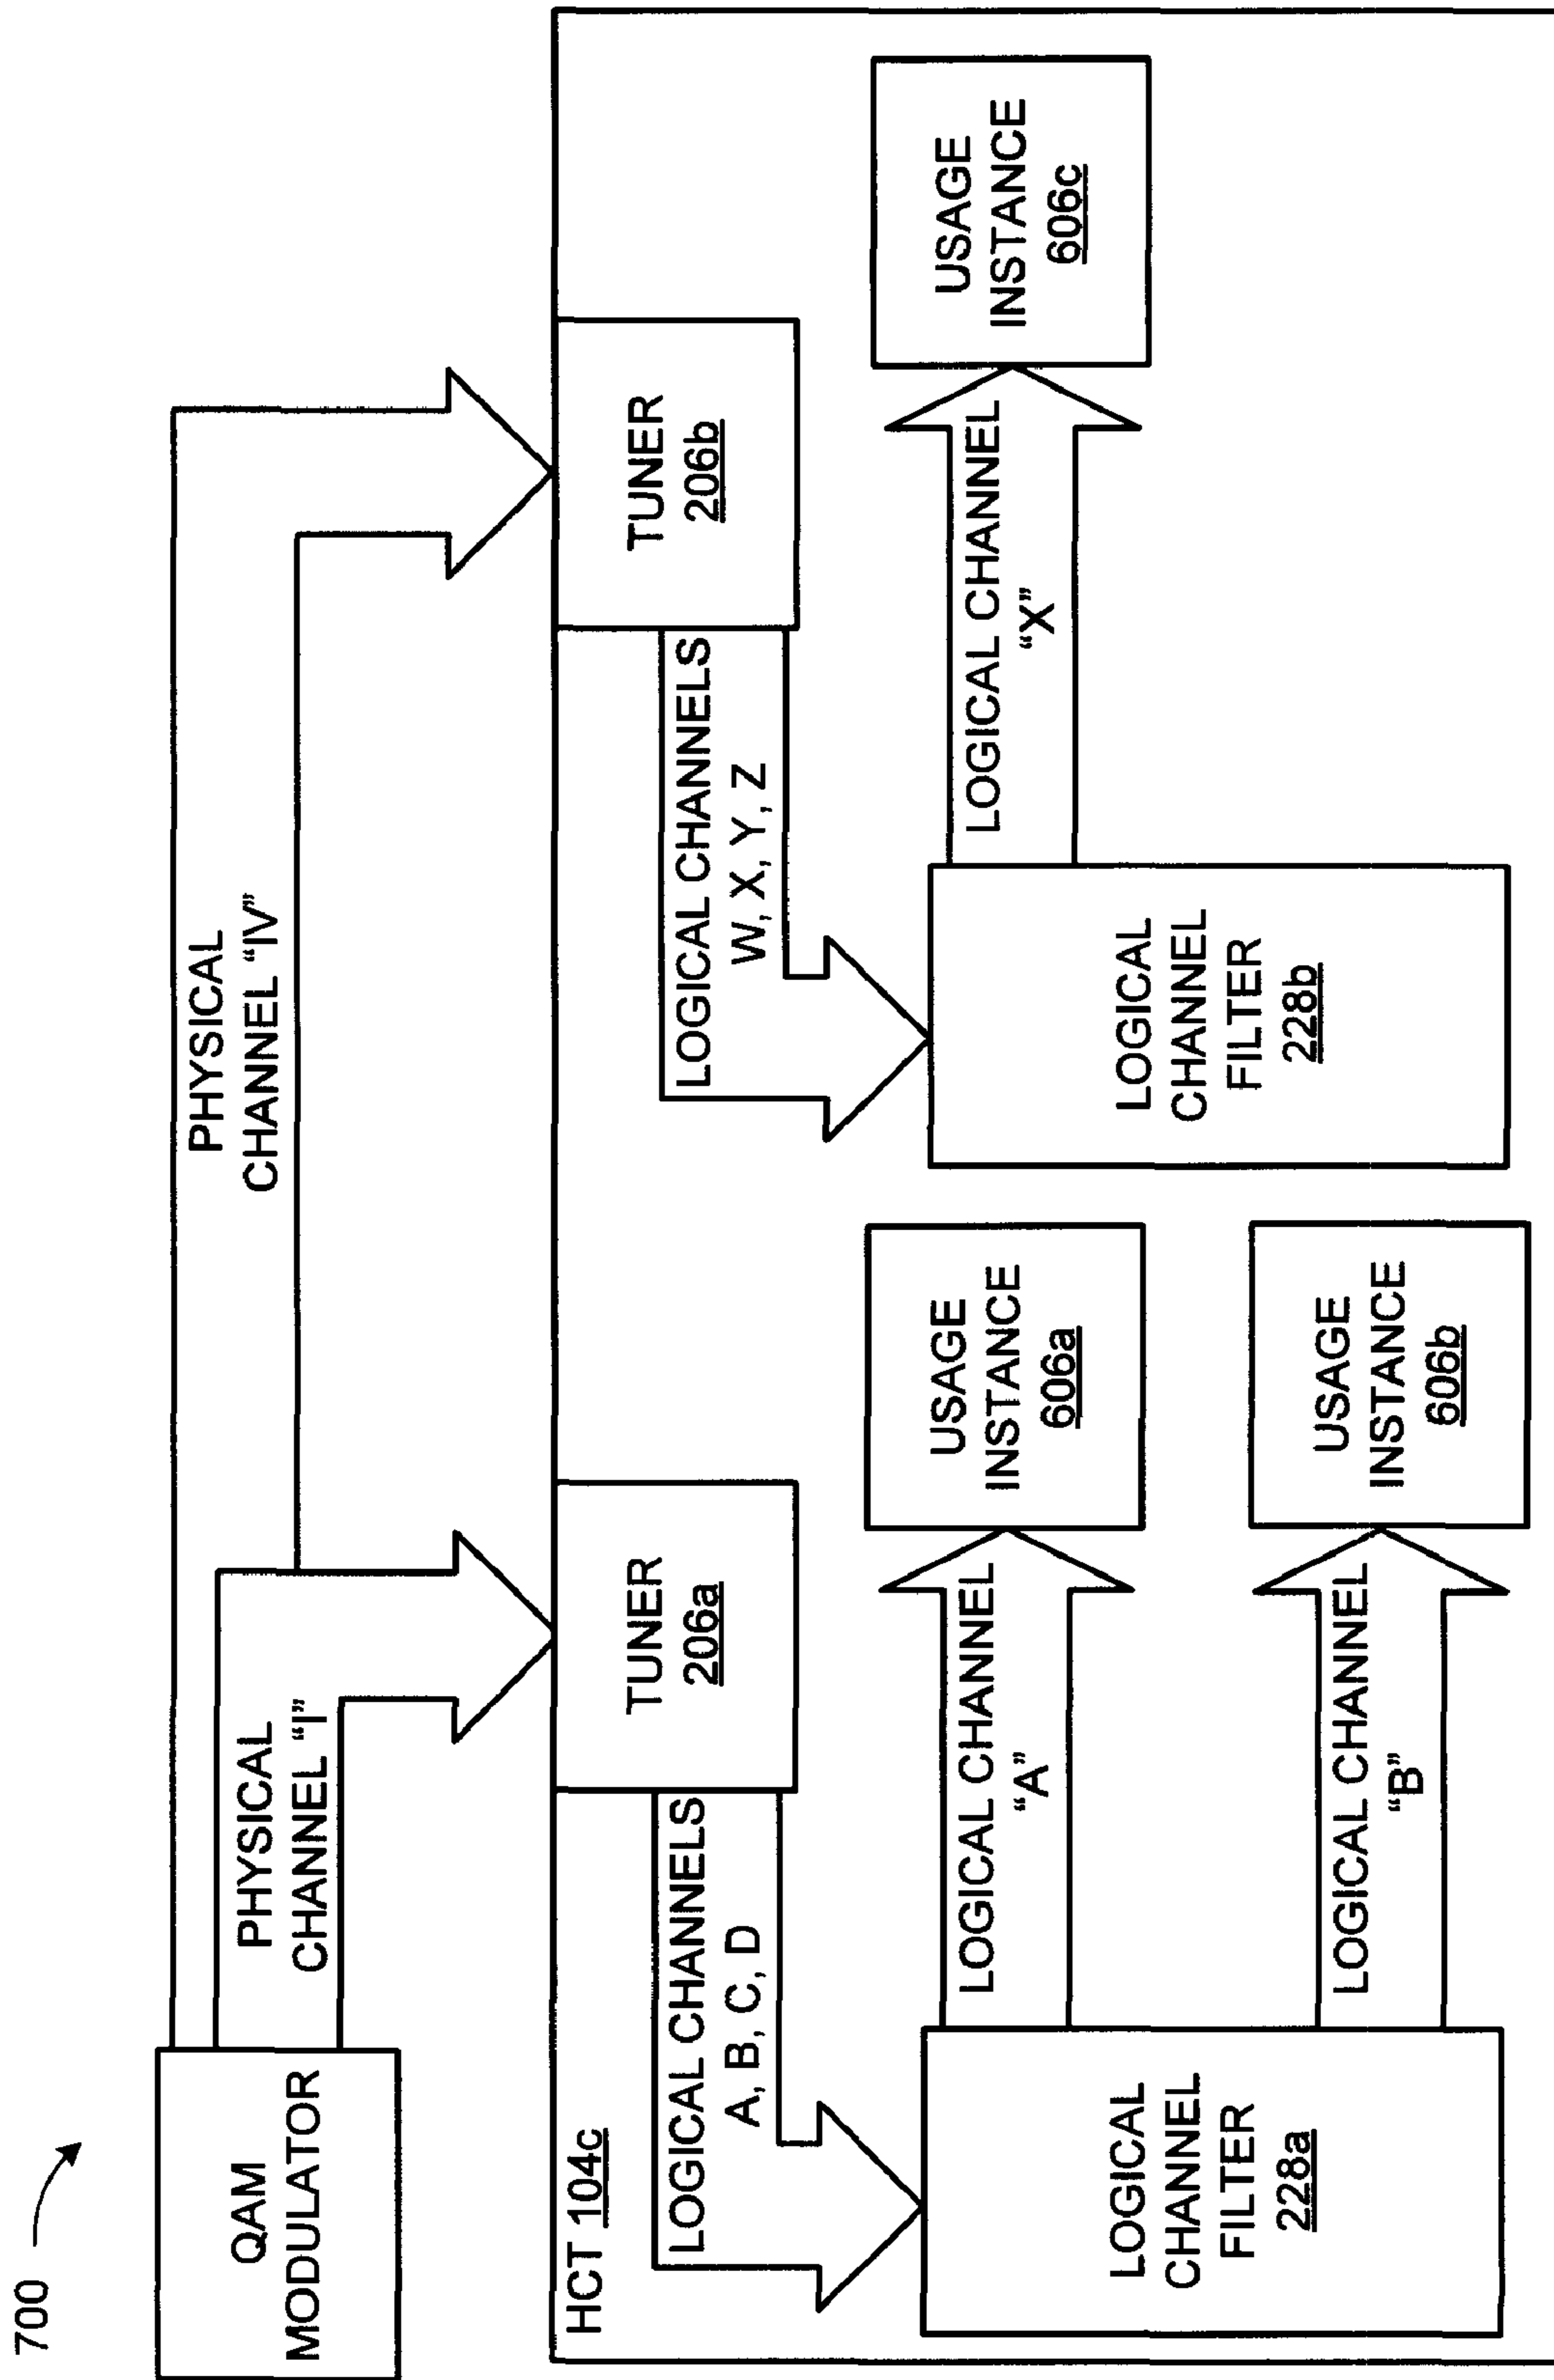 700
QAM
MODULATOR
PHYSICAL
CHANNEL “I”
PHYSICAL
CHANNEL “IV”
HCT 104c
TUNER
206a
TUNER
206b
LOGICAL CHANNELS
A, B, C, D
LOGICAL CHANNELS
W, X, Y, Z
LOGICAL
CHANNEL
FILTER
228a
LOGICAL CHANNEL
“A”
USAGE
INSTANCE
606a
LOGICAL CHANNEL
“B”
USAGE
INSTANCE
606b
LOGICAL
CHANNEL
FILTER
228b
LOGICAL CHANNEL
“X”
USAGE
INSTANCE
606c